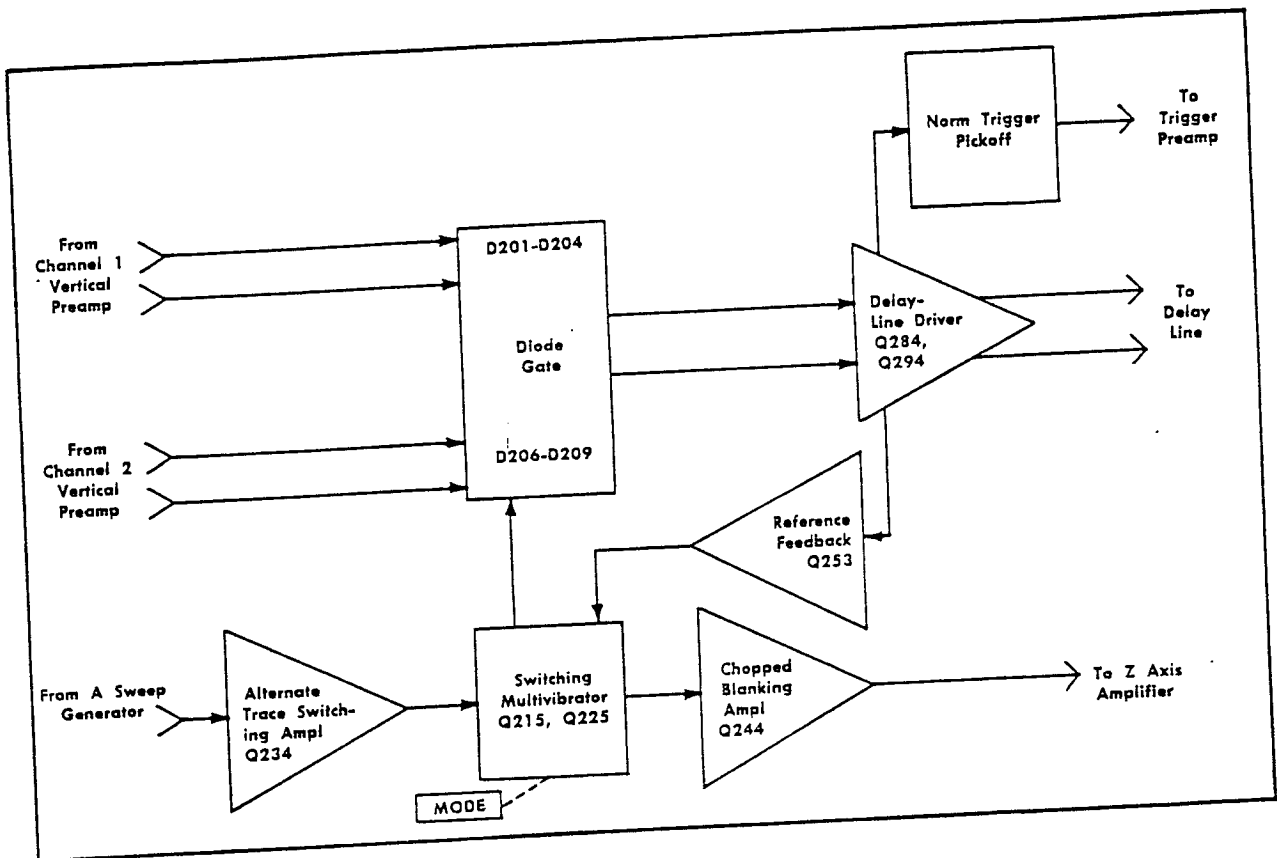 Norm Trigger
Pickoff
To
Trigger
Preamp
From
Channel 1
Vertical
Preamp
D201-D204
Diode
Gate
D206-D209
Delay-
Line Driver
Q284,
Q294
To
Delay
Line
From
Channel 2
Vertical
Preamp
Reference
Feedback
Q253
From A Sweep
Generator
Alternate
Trace Switch-
ing Ampl
Q234
Switching
Multivibrator
Q215, Q225
Chopped
Blanking
Ampl
Q244
To Z Axis
Amplifier
MODE